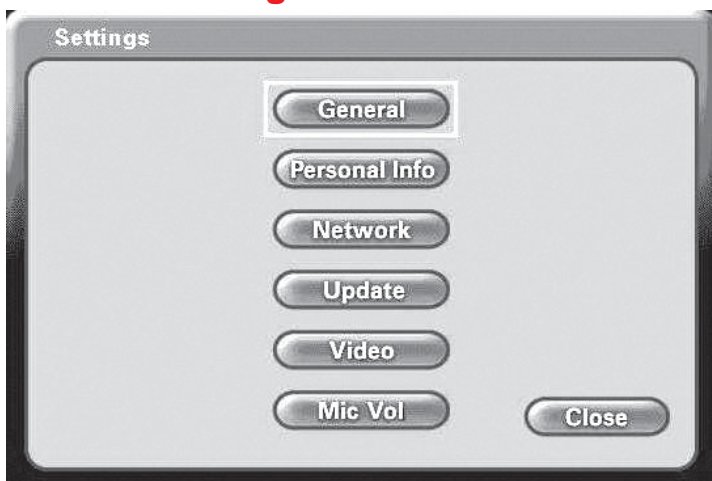 Settings
General
Personal Info
Network
Update
Video
Mic Vol
Close